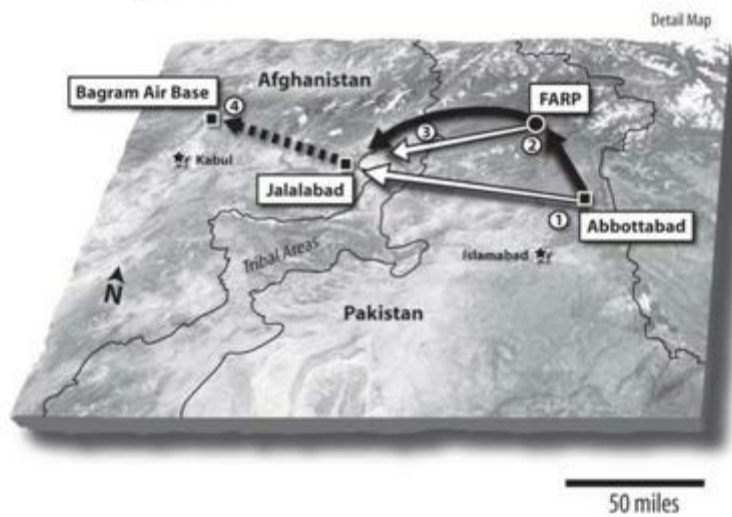 Detail Map
Afghanistan
Bagram Air Base
4
FARP
3
2
Kabul
Jalalabad
1
Abbottabad
Tribal Areas
Islamabad
N
Pakistan
50 miles